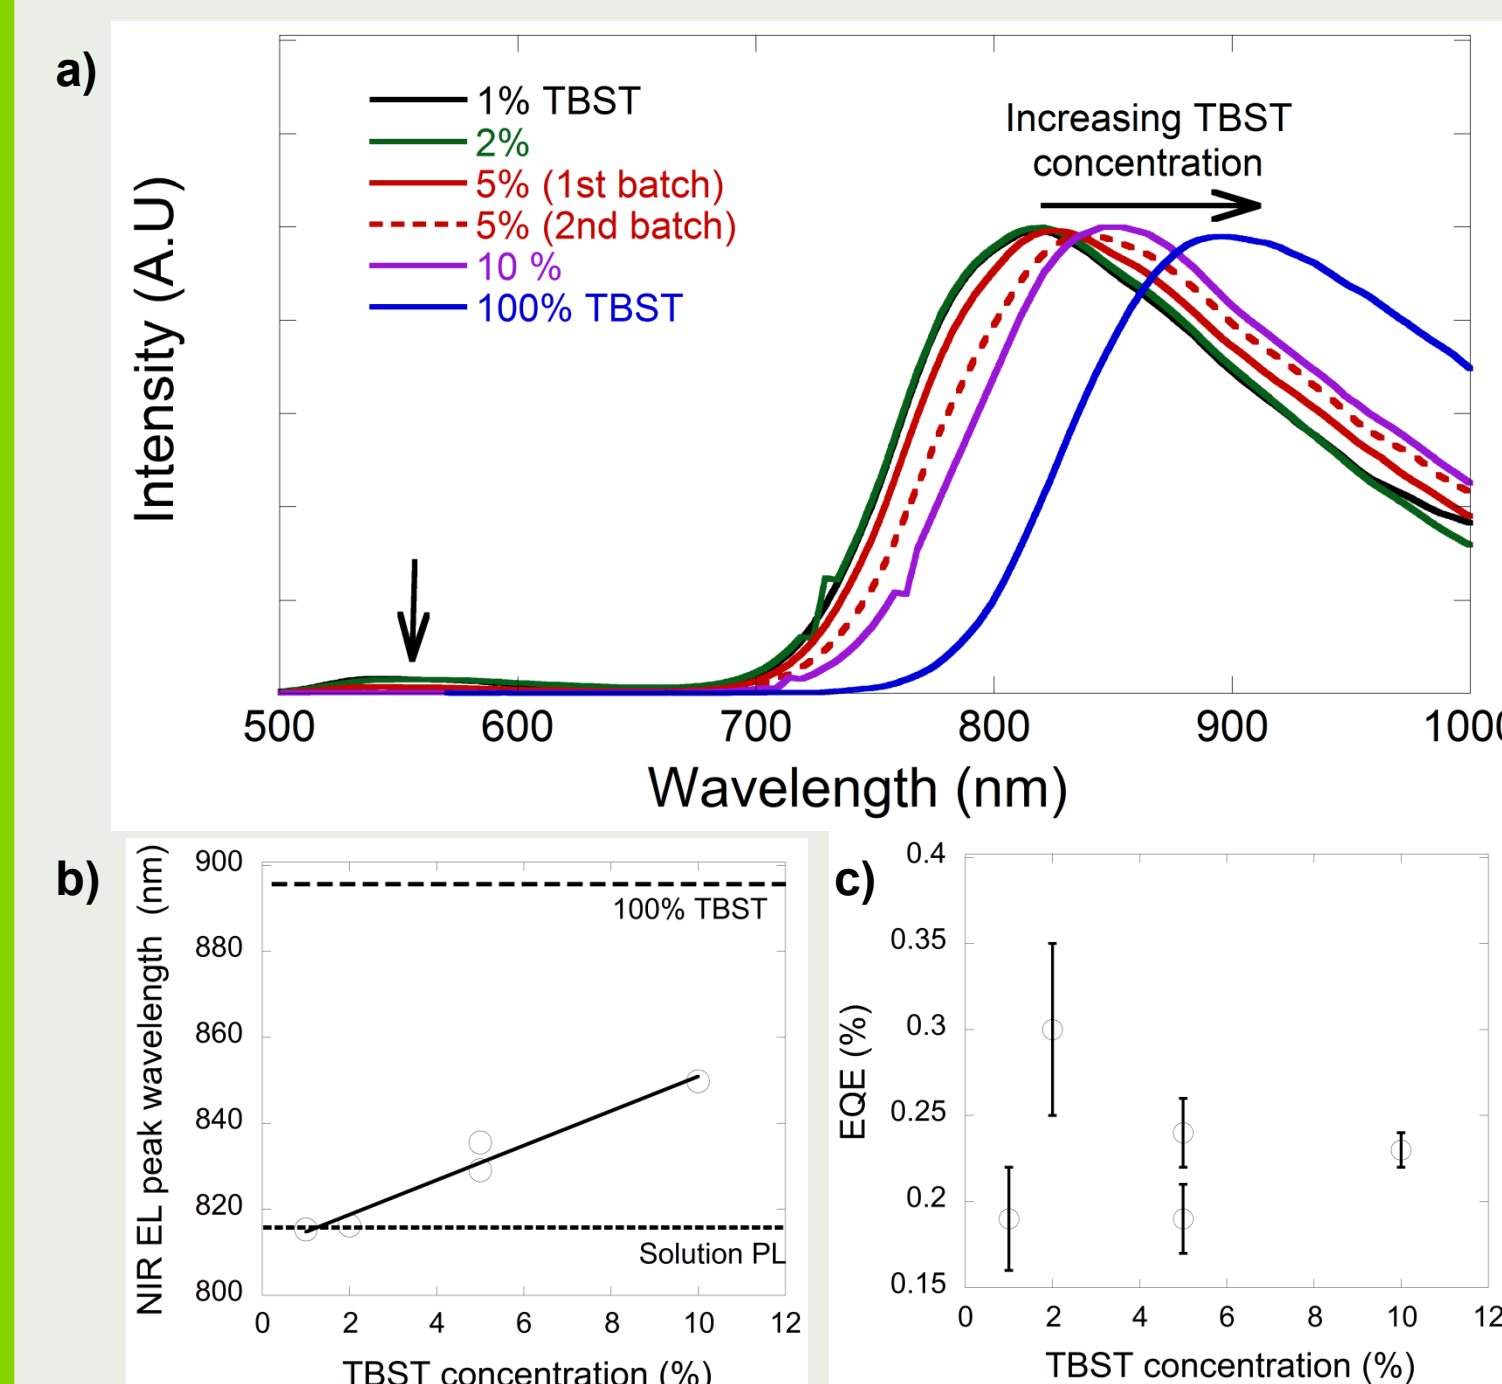 a)
Intensity (A.U)
1% TBST
2%
5% (1st batch)
5% (2nd batch)
10 %
100% TBST
Increasing TBST
concentration
500 600 700 800 900 1000
Wavelength (nm)
b)
NIR EL peak wavelength (nm)
900
880
860
840
820
800
100% TBST
Solution PL
0 2 4 6 8 10 12
TBST concentration (%)
c)
EQE (%)
0.4
0.35
0.3
0.25
0.2
0.15
0 2 4 6 8 10 12
TBST concentration (%)